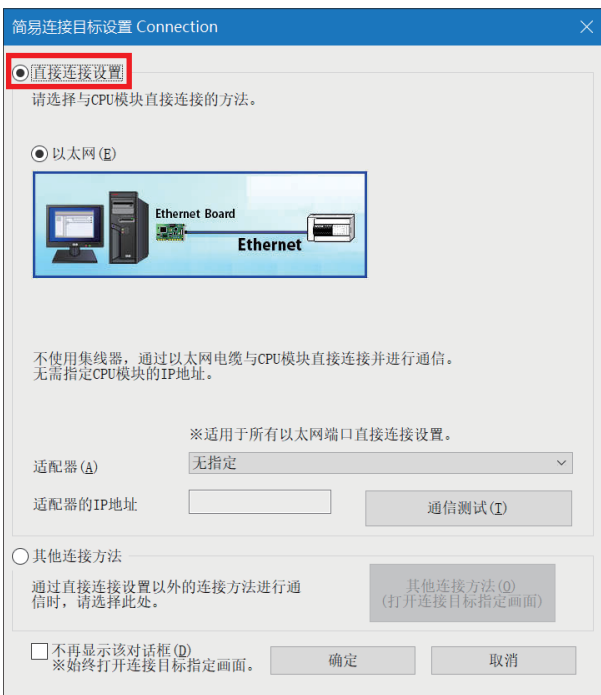 简易连接目标设置 Connection
直接连接设置
请选择与CPU模块直接连接的方法。
以太网(E)
Ethernet Board
Ethernet
不使用集线器，通过以太网电缆与CPU模块直接连接并进行通信。
无需指定CPU模块的IP地址。
※适用于所有以太网端口直接连接设置。
适配器(A)
无指定
适配器的IP地址
通信测试(T)
其他连接方法
通过直接连接设置以外的连接方法进行通
信时，请选择此处。
其他连接方法(O)
(打开连接目标指定画面)
不再显示该对话框(D)
※始终打开连接目标指定画面。
确定
取消